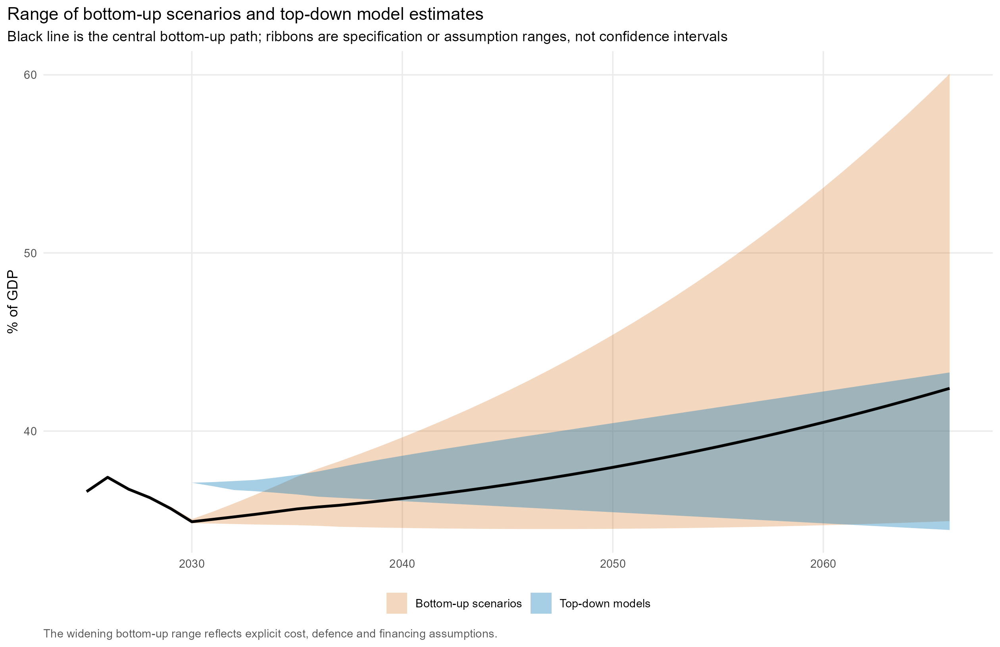 Range of bottom-up scenarios and top-down model estimates
Black line is the central bottom-up path; ribbons are specification or assumption ranges, not confidence intervals
60
50
40
% of GDP
2030 2040 2050 2060
Bottom-up scenarios Top-down models
The widening bottom-up range reflects explicit cost, defence and financing assumptions.